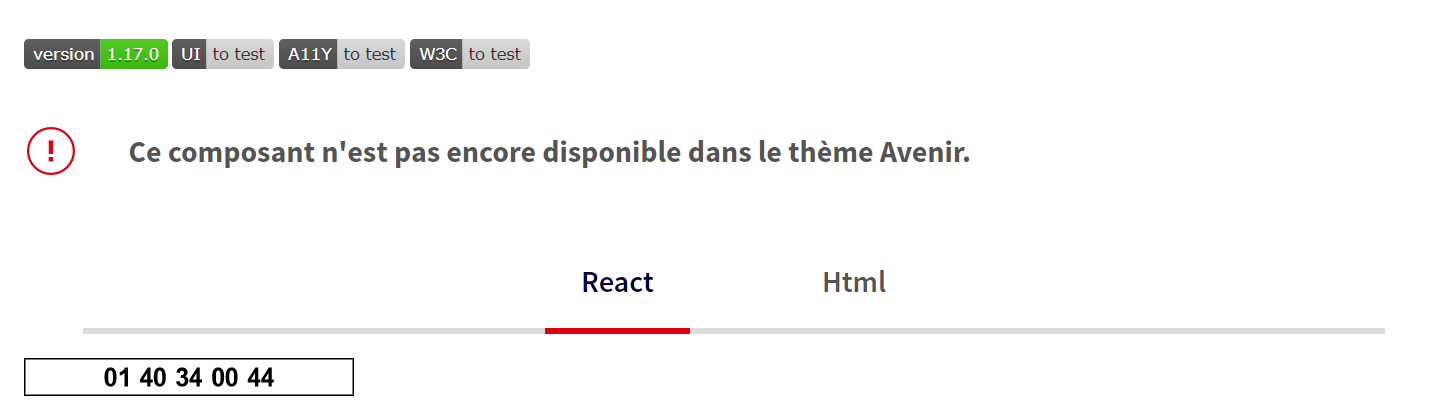 version 1.17.0 UI to test A11Y to test W3C to test
! Ce composant n'est pas encore disponible dans le thème Avenir.
React Html
01 40 34 00 44